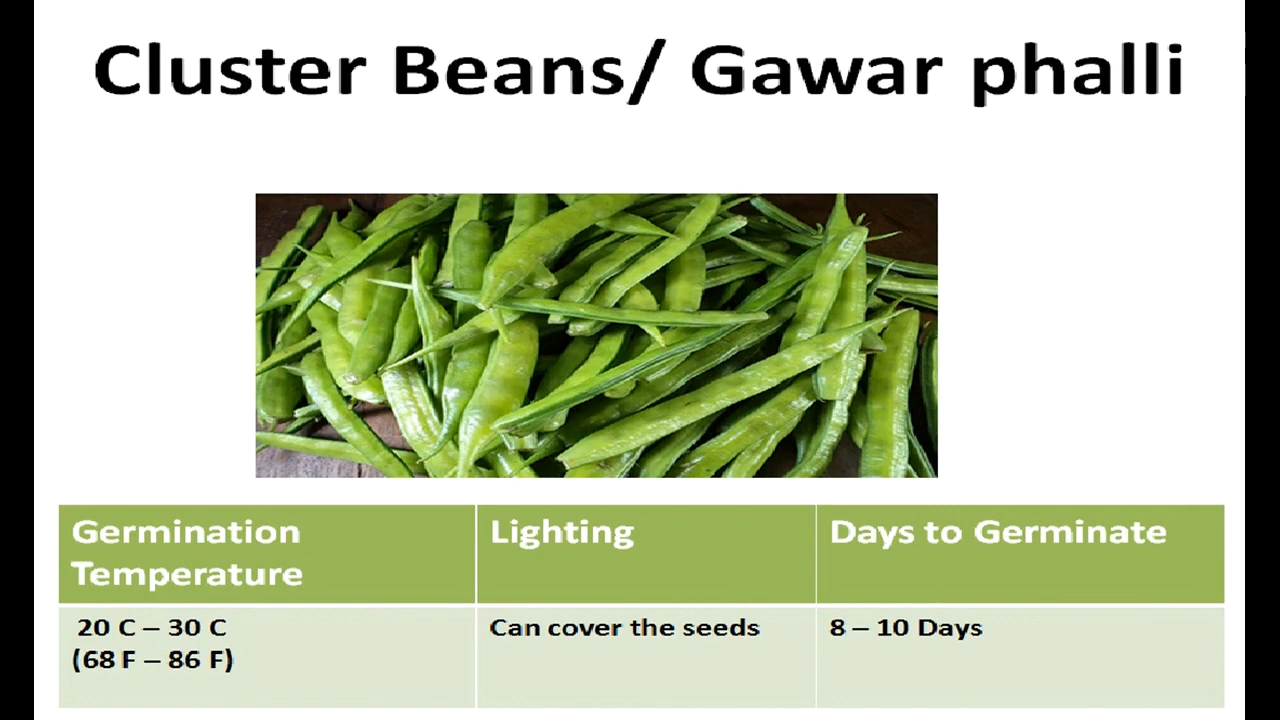 Cluster Beans/ Gawar phalli
Germination
Temperature
Lighting
Days to Germinate
20 C – 30 C
(68 F – 86 F)
Can cover the seeds
8 – 10 Days